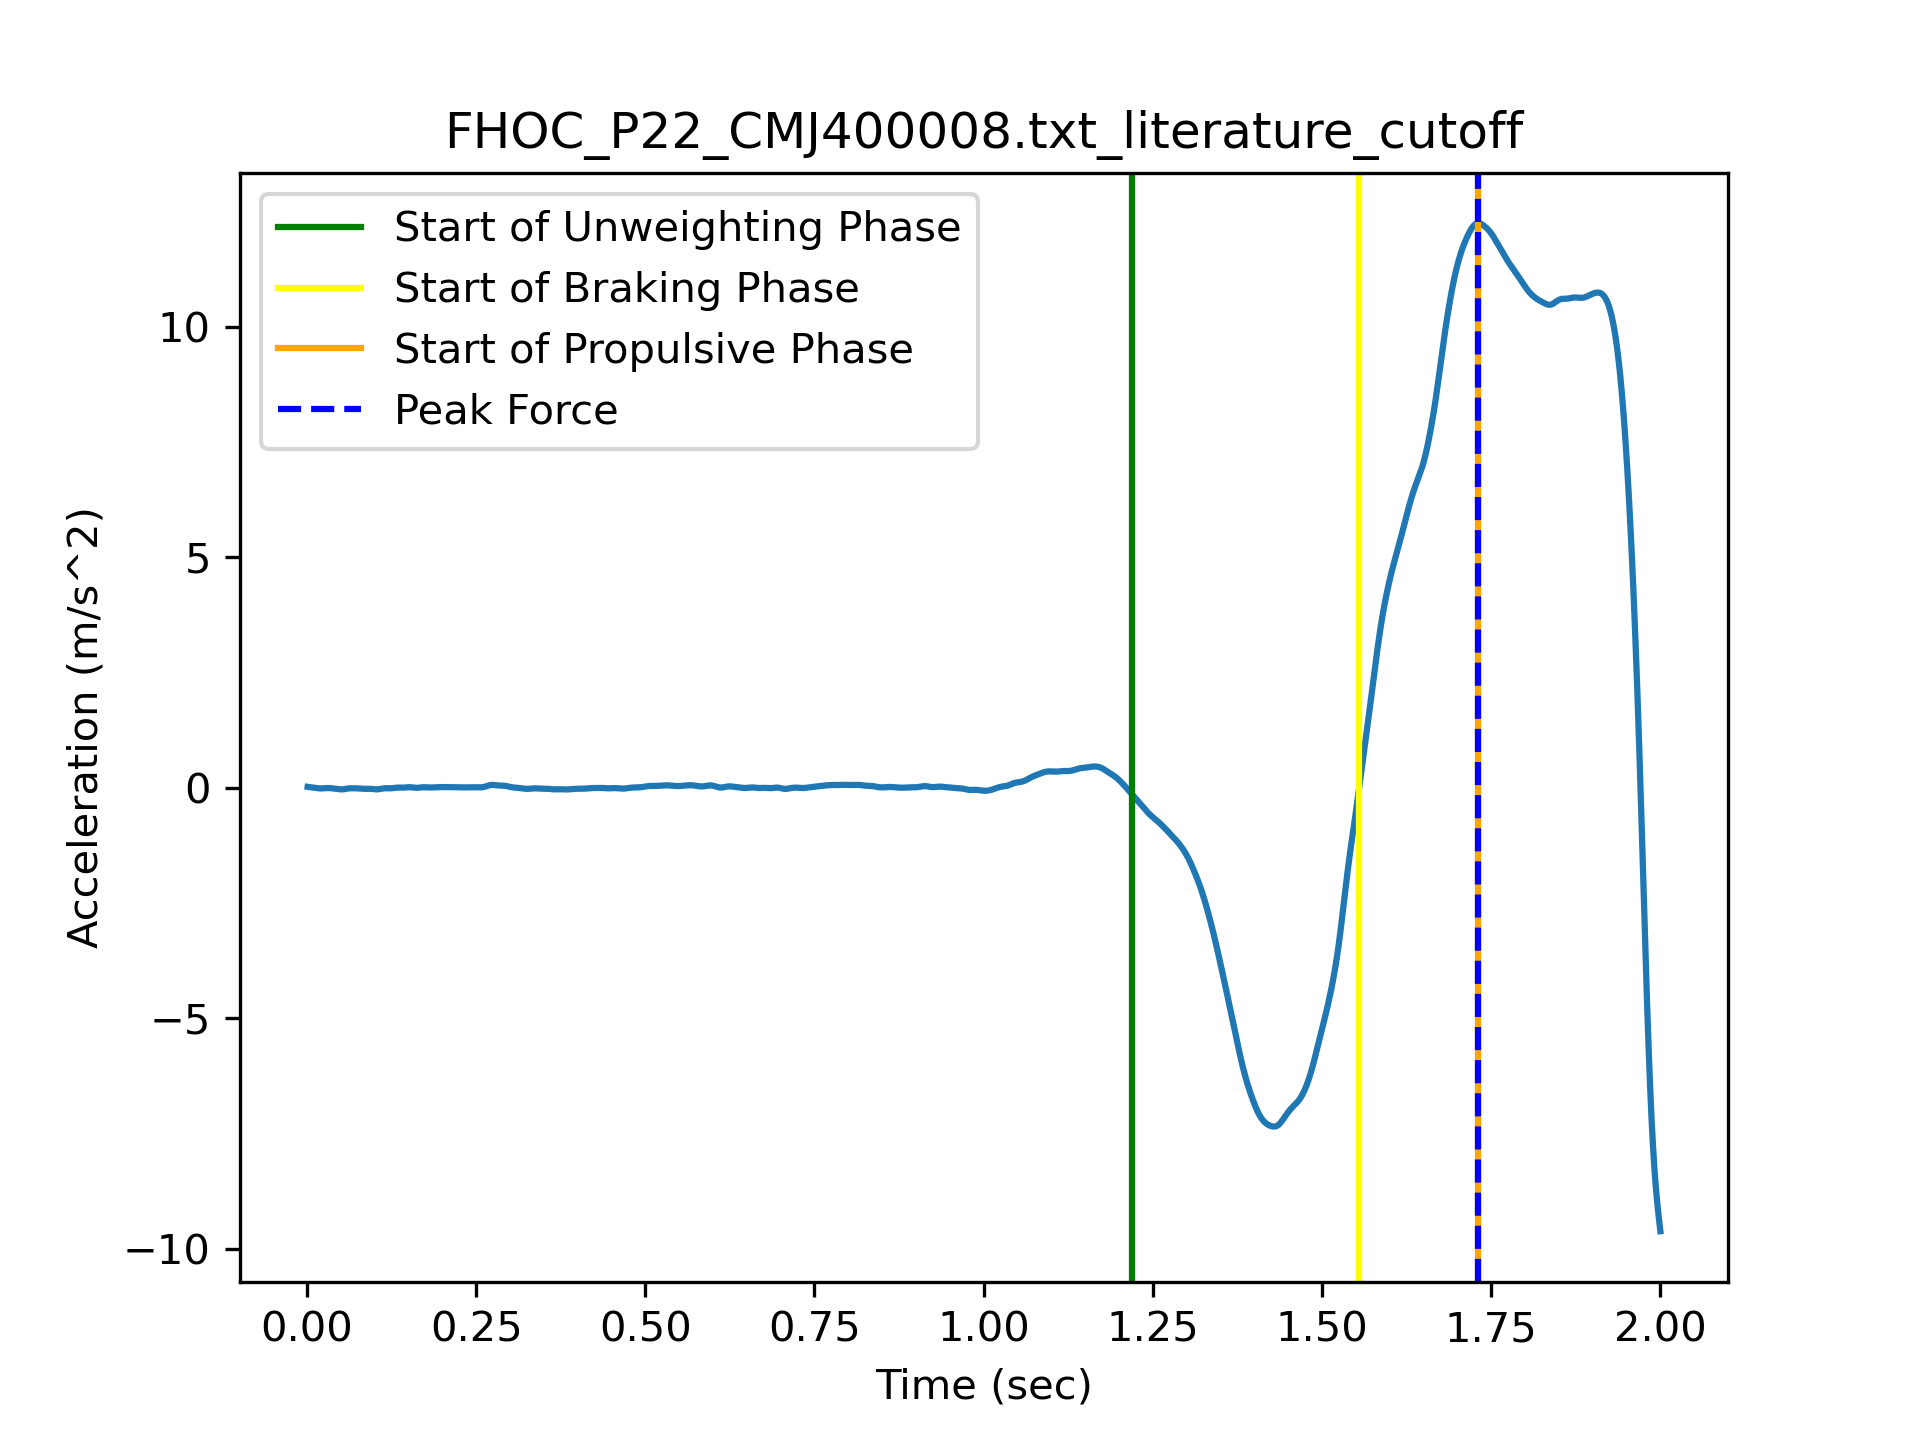 FHOC_P22_CMJ400008.txt_literature_cutoff
Start of Unweighting Phase
Start of Braking Phase
Start of Propulsive Phase
Peak Force
Acceleration (m/s^2)
10
5
0
−5
−10
0.00 0.25 0.50 0.75 1.00 1.25 1.50 1.75 2.00
Time (sec)